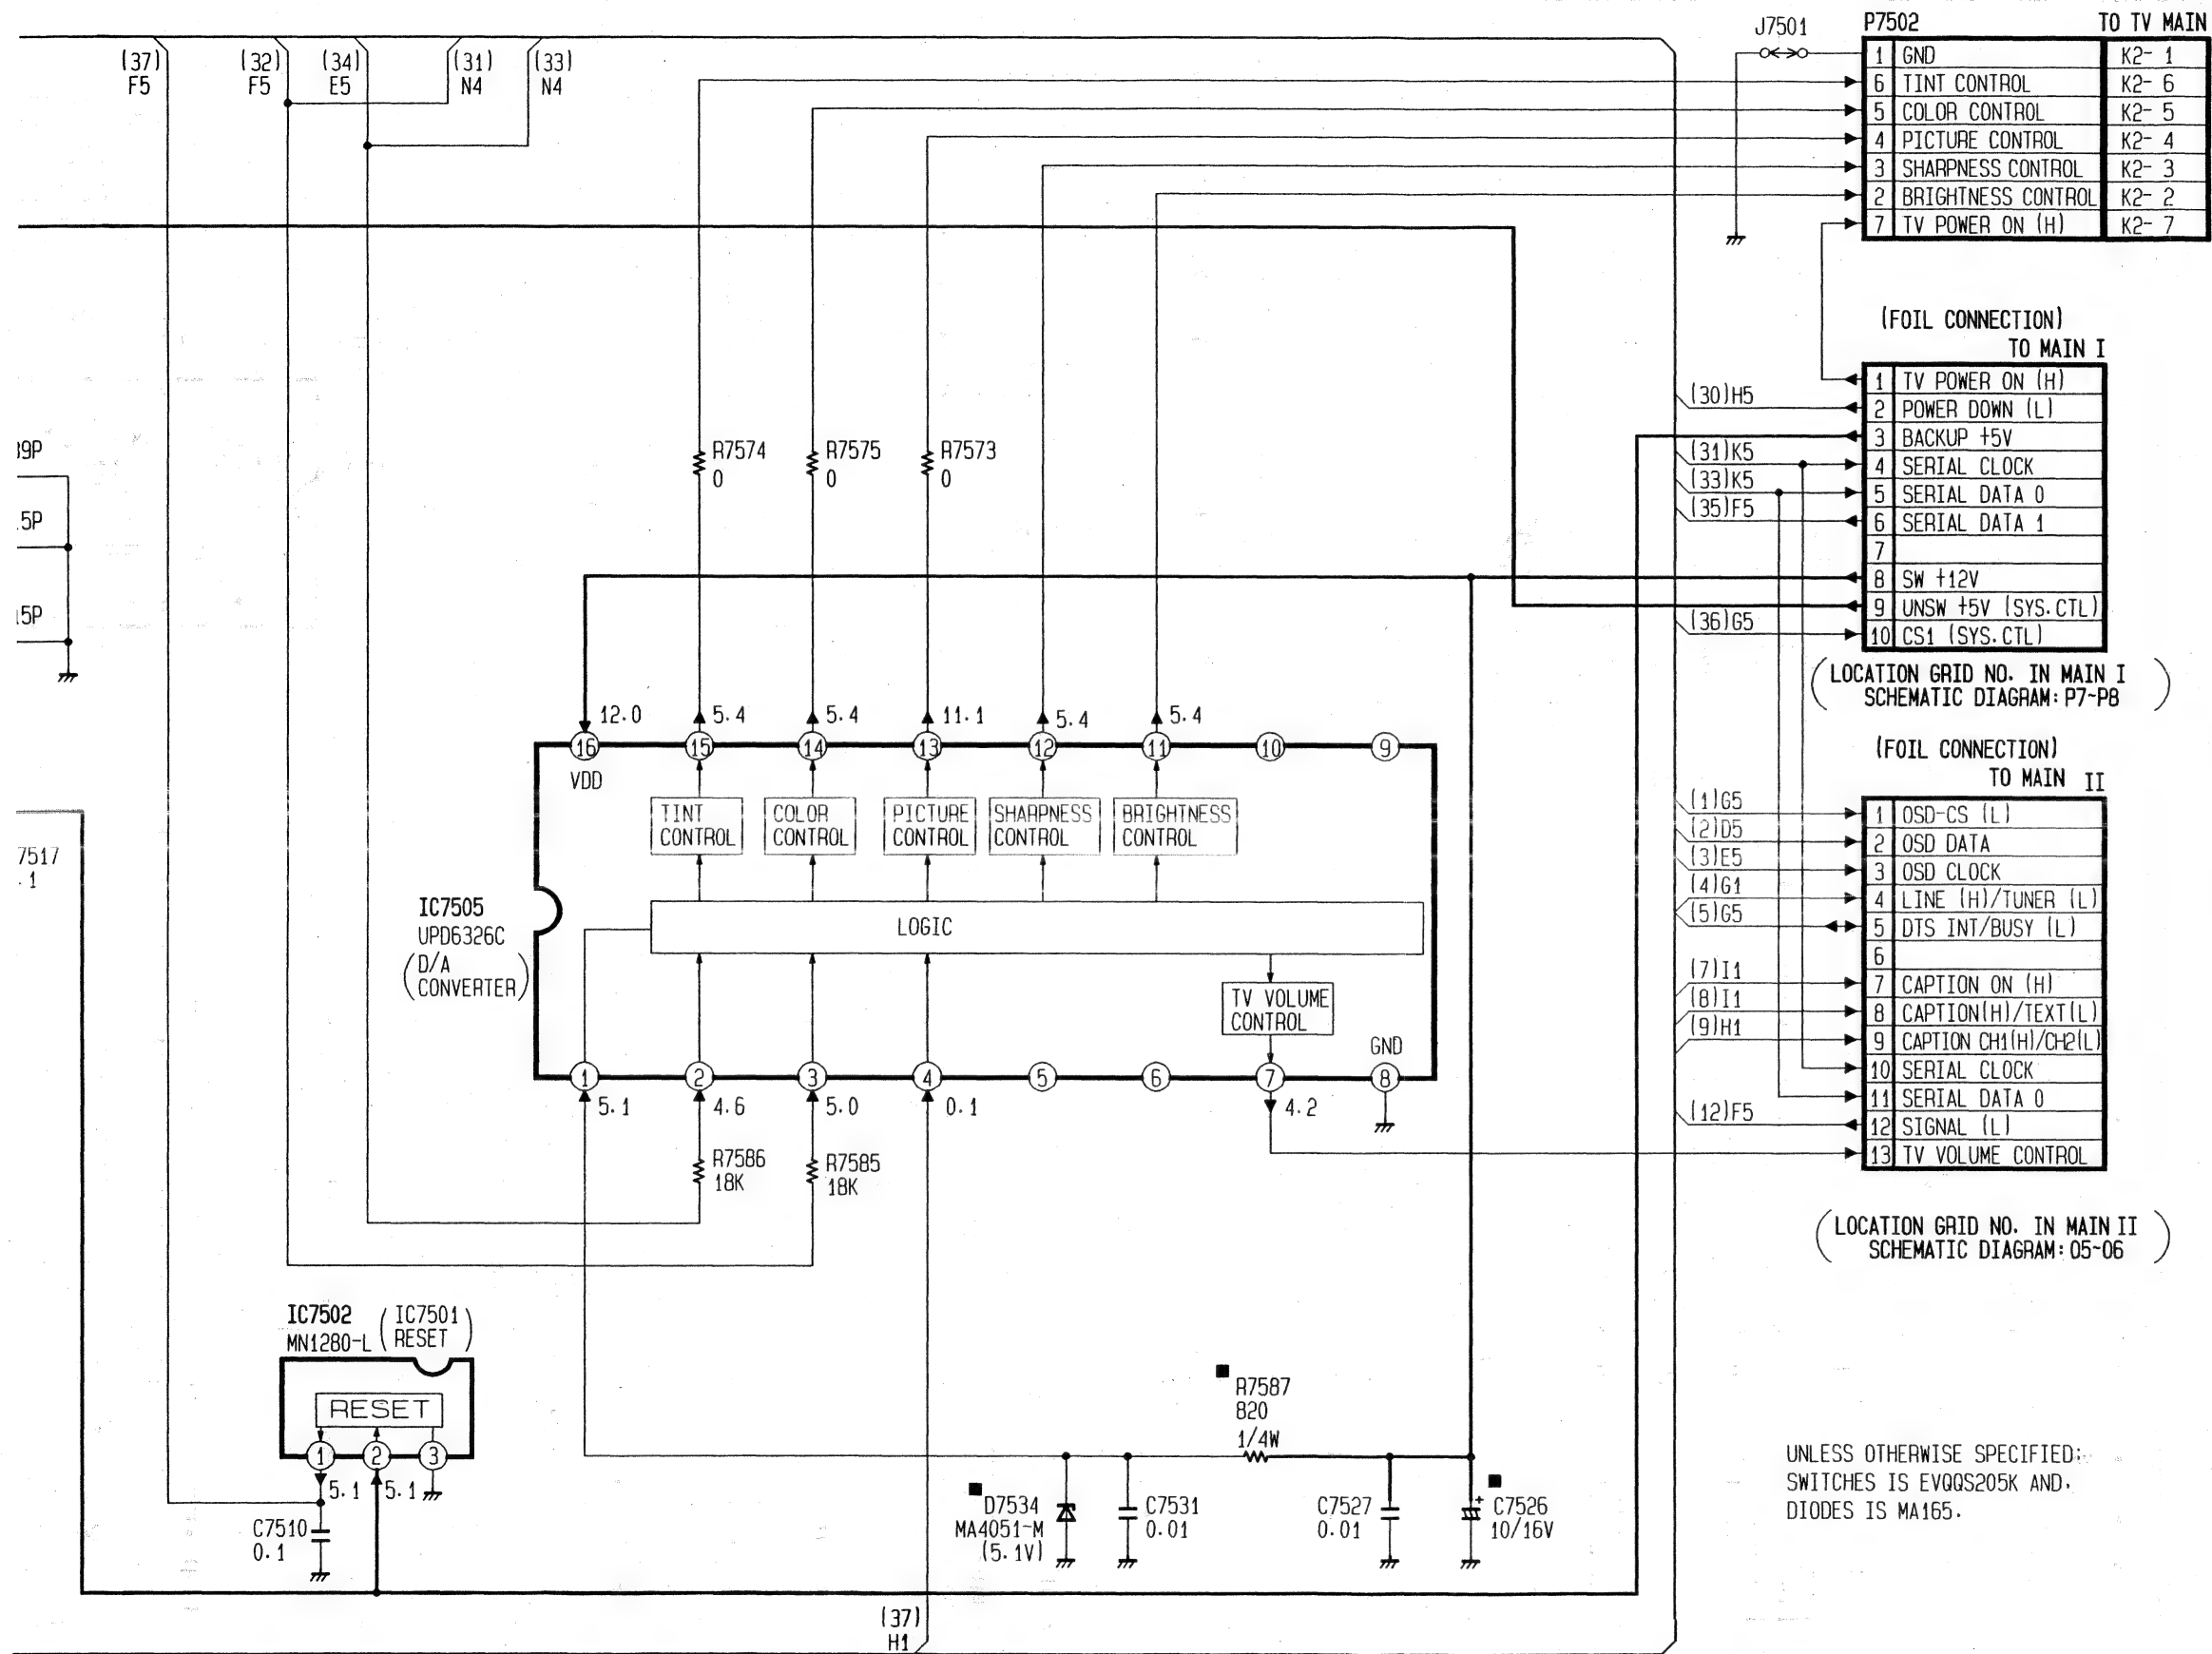 J7501
P7502
TO TV MAIN
1 GND K2- 1
6 TINT CONTROL K2- 6
5 COLOR CONTROL K2- 5
4 PICTURE CONTROL K2- 4
3 SHARPNESS CONTROL K2- 3
2 BRIGHTNESS CONTROL K2- 2
7 TV POWER ON (H) K2- 7
(37)
F5
(32)
F5
(34)
E5
(31)
N4
(33)
N4
(FOIL CONNECTION)
TO MAIN I
1 TV POWER ON (H)
(30)H5
2 POWER DOWN (L)
3 BACKUP +5V
(31)K5
4 SERIAL CLOCK
(33)K5
5 SERIAL DATA 0
(35)F5
6 SERIAL DATA 1
7
8 SW +12V
9 UNSW +5V (SYS.CTL)
(36)G5
10 CS1 (SYS.CTL)
(LOCATION GRID NO. IN MAIN I
SCHEMATIC DIAGRAM: P7~P8)
39P
.5P
15P
7517
.1
R7574
0
R7575
0
R7573
0
12.0
5.4
5.4
11.1
5.4
5.4
16
15
14
13
12
11
10
9
VDD
TINT
CONTROL
COLOR
CONTROL
PICTURE
CONTROL
SHARPNESS
CONTROL
BRIGHTNESS
CONTROL
IC7505
UPD6326C
(D/A
CONVERTER)
LOGIC
TV VOLUME
CONTROL
GND
1
2
3
4
5
6
7
8
5.1
4.6
5.0
0.1
4.2
R7586
18K
R7585
18K
(FOIL CONNECTION)
TO MAIN II
(1)G5
1 OSD-CS (L)
(2)D5
2 OSD DATA
(3)E5
3 OSD CLOCK
(4)G1
4 LINE (H)/TUNER (L)
(5)G5
5 DTS INT/BUSY (L)
6
(7)I1
7 CAPTION ON (H)
(8)I1
8 CAPTION(H)/TEXT(L)
(9)H1
9 CAPTION CH1(H)/CH2(L)
10 SERIAL CLOCK
11 SERIAL DATA 0
(12)F5
12 SIGNAL (L)
13 TV VOLUME CONTROL
(LOCATION GRID NO. IN MAIN II
SCHEMATIC DIAGRAM: O5~O6)
IC7502
MN1280-L
(IC7501
RESET)
RESET
1
2
3
5.1
5.1
C7510
0.1
R7587
820
1/4W
D7534
MA4051-M
(5.1V)
C7531
0.01
C7527
0.01
+
C7526
10/16V
(37)
H1
UNLESS OTHERWISE SPECIFIED;
SWITCHES IS EVQQS205K AND,
DIODES IS MA165.